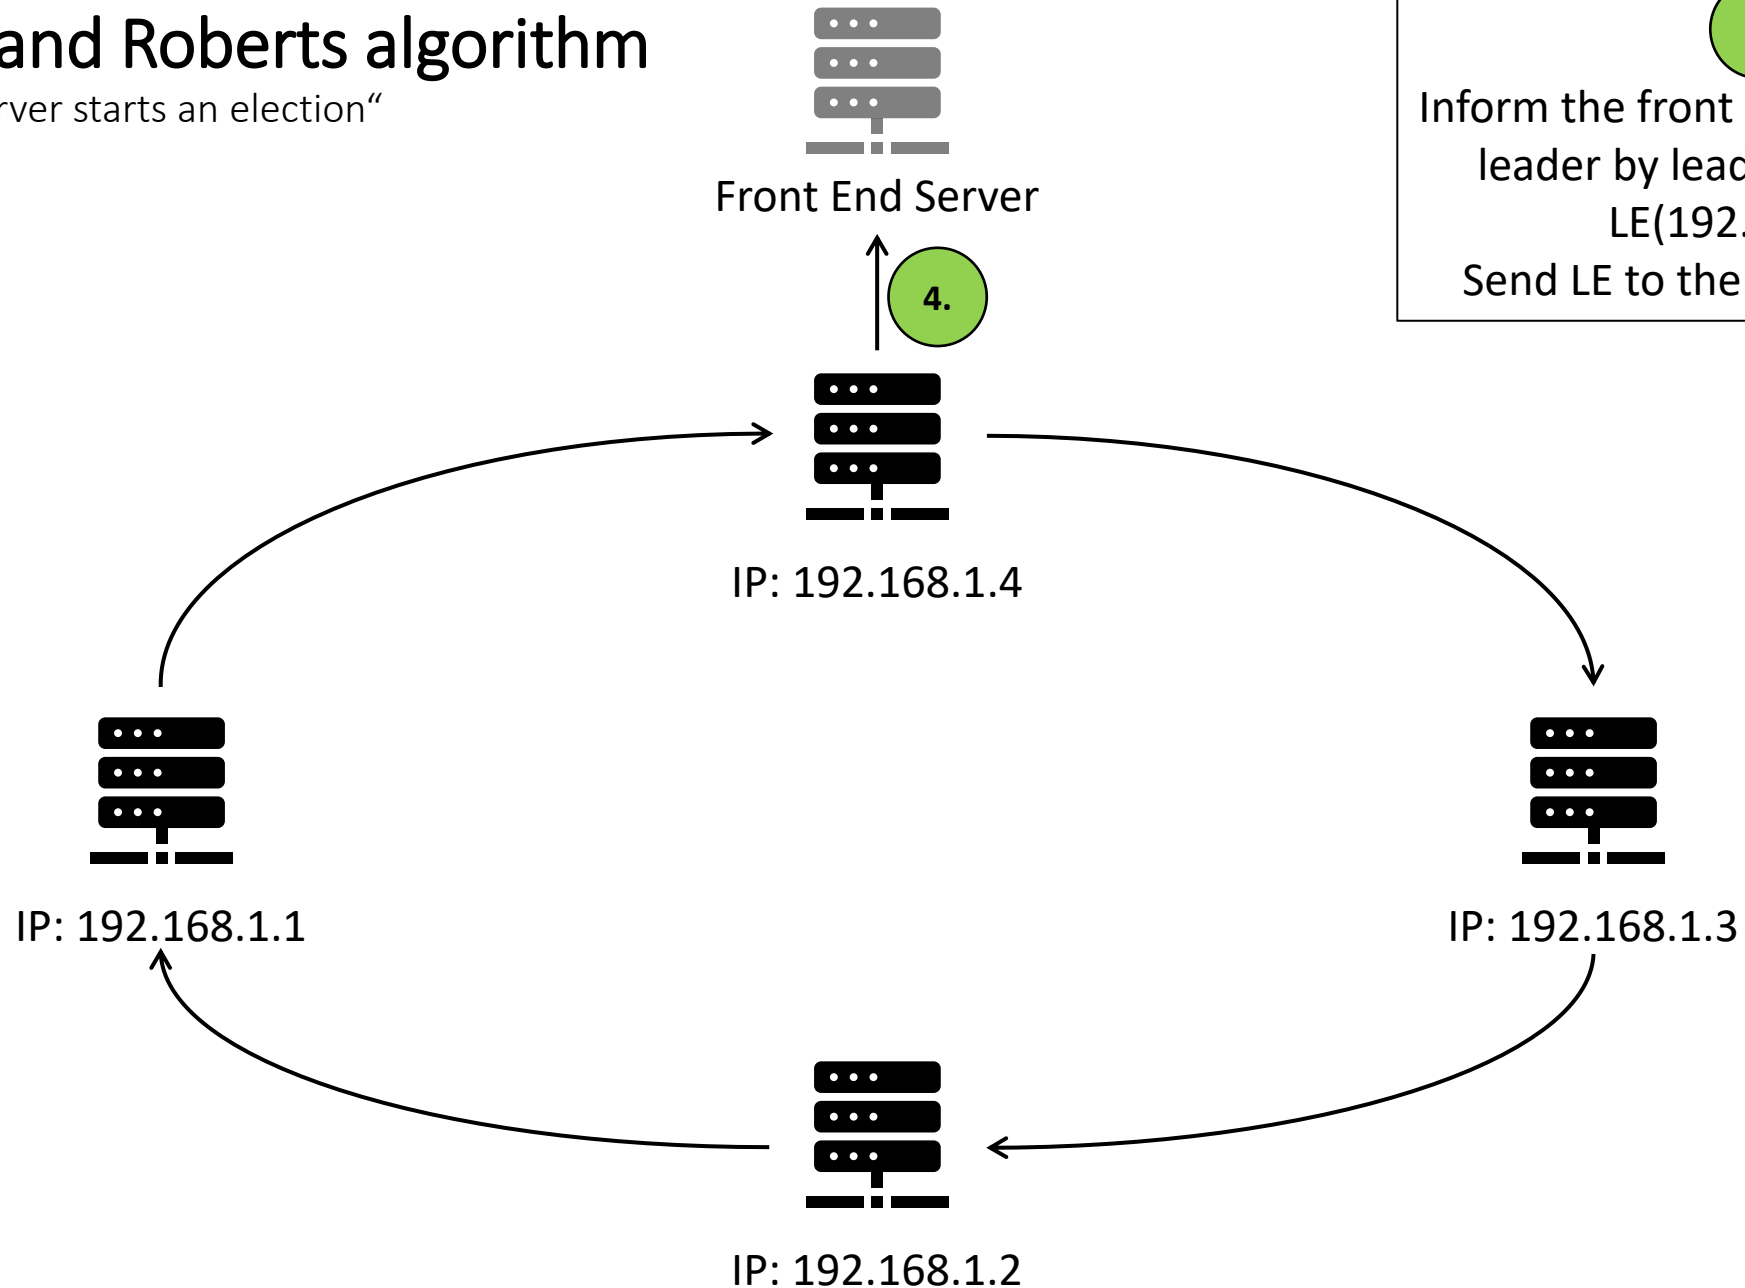 and Roberts algorithm
starts an election“
Front End Server
4.
Inform the front
leader by
LE(192.
Send LE to the
IP: 192.168.1.4
IP: 192.168.1.1
IP: 192.168.1.3
IP: 192.168.1.2